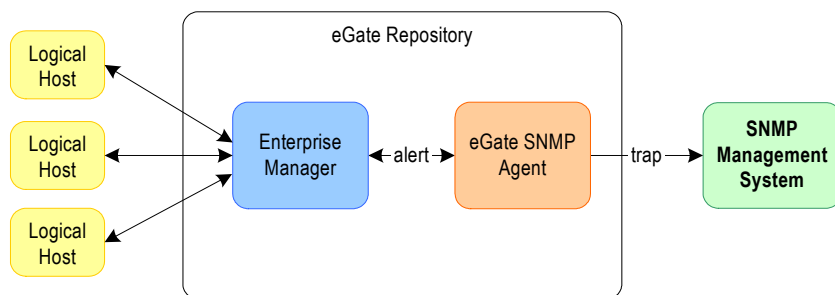 eGate Repository
Logical
Host
Logical
Host
Logical
Host
Enterprise
Manager
alert
eGate SNMP
Agent
trap
SNMP
Management
System